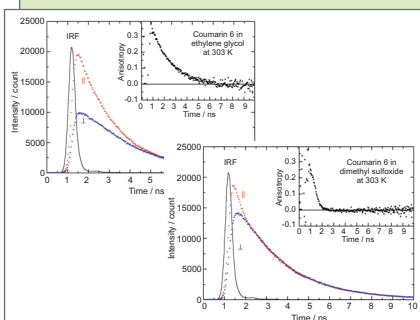 25000
20000
15000
10000
5000
0
Intensity / count
IRF
||
⊥
0 1 2 3 4 5
Time / ns
Anisotropy
0.3
0.2
0.1
0.0
-0.1
Coumarin 6 in
ethylene glycol
at 303 K
0 1 2 3 4 5 6 7 8 9
Time / ns
25000
20000
15000
10000
5000
0
Intensity / count
IRF
||
⊥
0 1 2 3 4 5 6 7 8 9 10
Time / ns
Anisotropy
0.3
0.2
0.1
0.0
-0.1
Coumarin 6 in
dimethyl sulfoxide
at 303 K
0 1 2 3 4 5 6 7 8 9
Time / ns